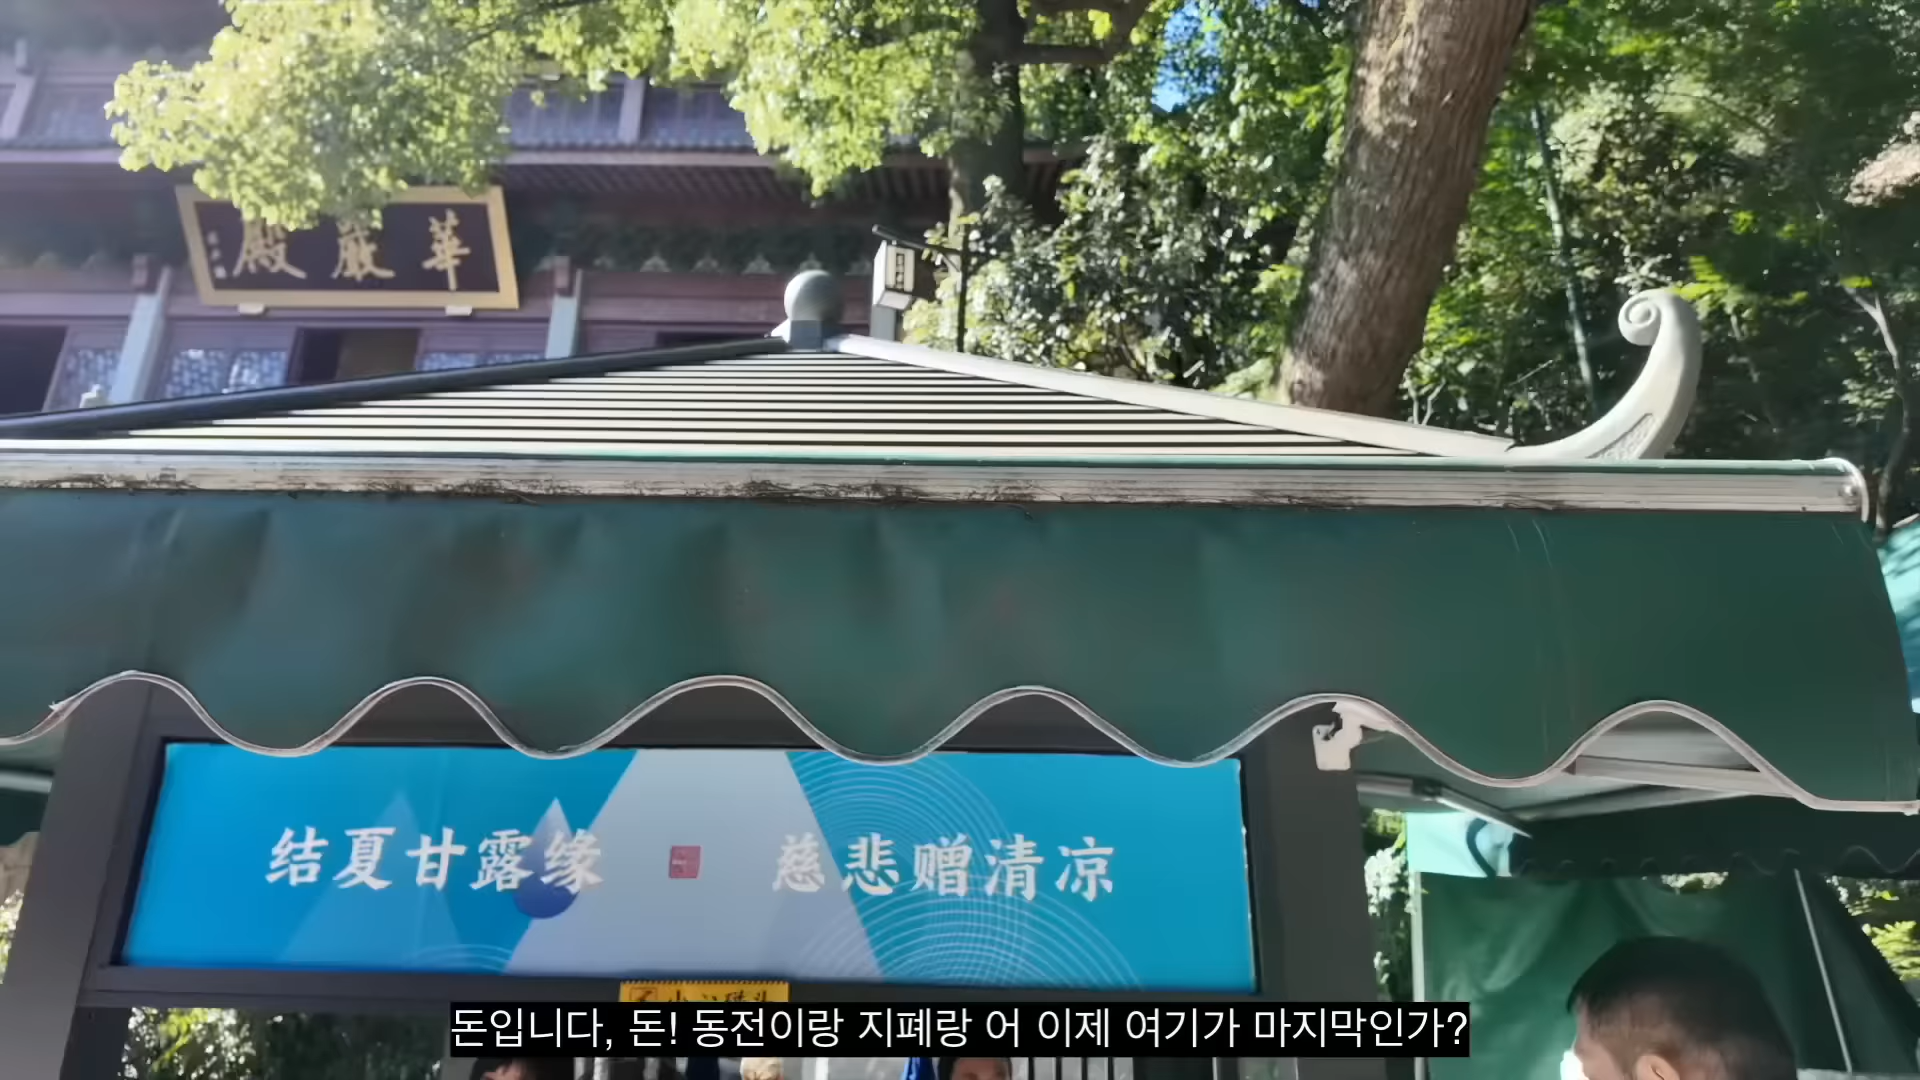 華嚴殿
结夏甘露缘 慈悲赠清凉
돈입니다, 돈! 동전이랑 지폐랑 어 이제 여기가 마지막인가?